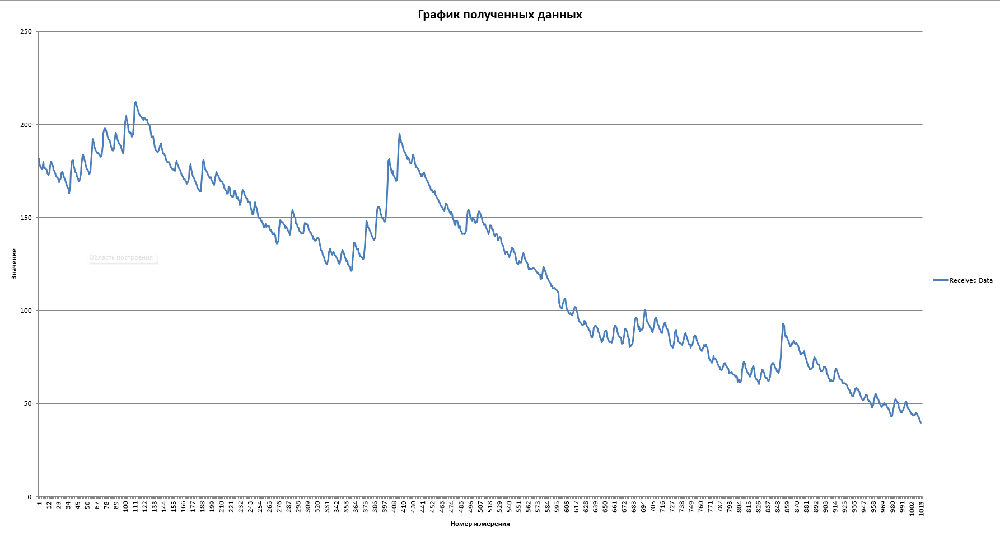 График полученных данных
250
200
150
100
50
0
Значение
Область построения
Received Data
1 12 23 34 45 56 67 78 89 100 111 122 133 144 155 166 177 188 199 210 221 232 243 254 265 276 287 298 309 320 331 342 353 364 375 386 397 408 419 430 441 452 463 474 485 496 507 518 529 540 551 562 573 584 595 606 617 628 639 650 661 672 683 694 705 716 727 738 749 760 771 782 793 804 815 826 837 848 859 870 881 892 903 914 925 936 947 958 969 980 991 1002 1013
Номер измерения